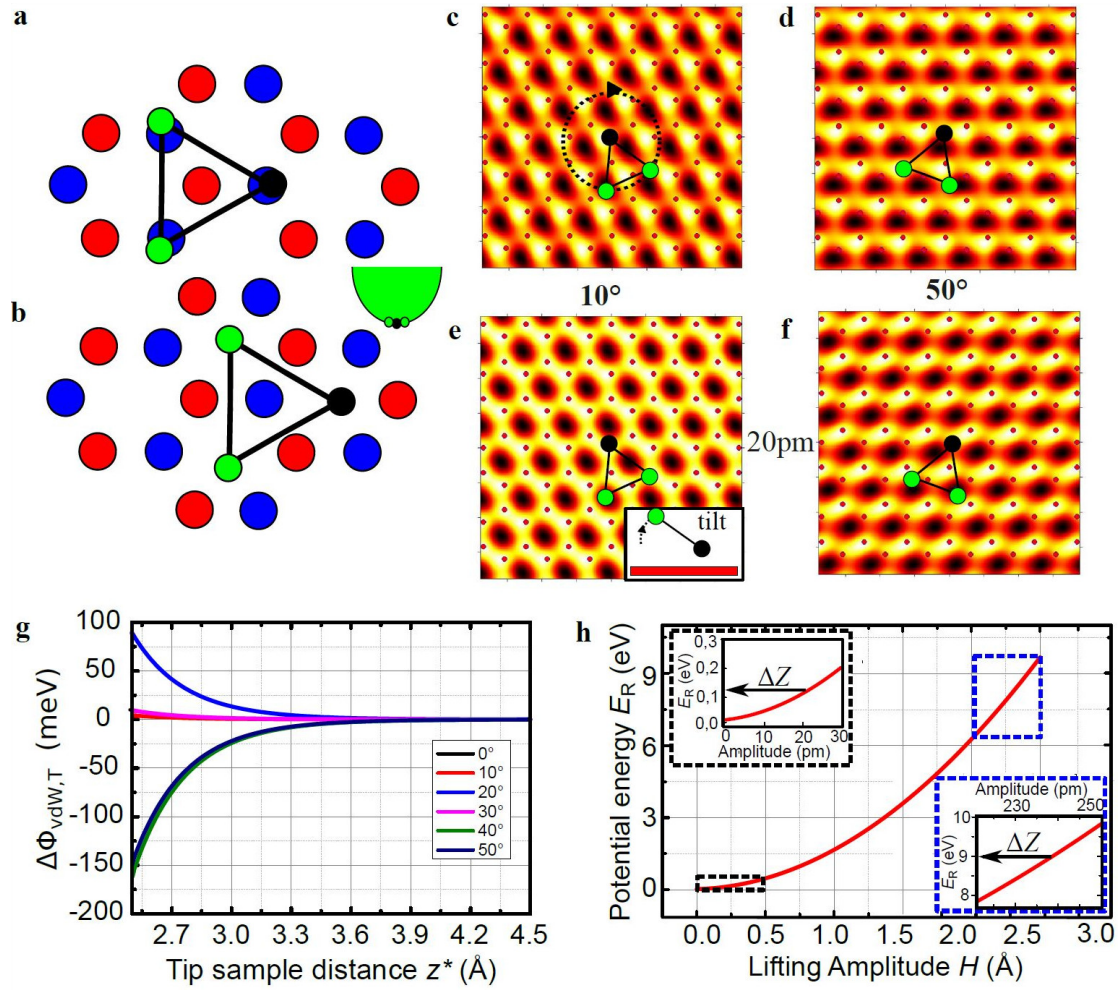 a
c
d
b
10°
50°
e
f
20pm
tilt
g
100
50
0
-50
-100
-150
-200
ΔΦvdW,T (meV)
0°
10°
20°
30°
40°
50°
2.7 3.0 3.3 3.6 3.9 4.2 4.5
Tip sample distance z* (Å)
h
9
6
3
0
Potential energy ER (eV)
0,3
0,2
0,1
0,0
ER (eV)
ΔZ
0 10 20 30
Amplitude (pm)
Amplitude (pm)
230 250
10
9
8
ER (eV)
ΔZ
0.0 0.5 1.0 1.5 2.0 2.5 3.0
Lifting Amplitude H (Å)